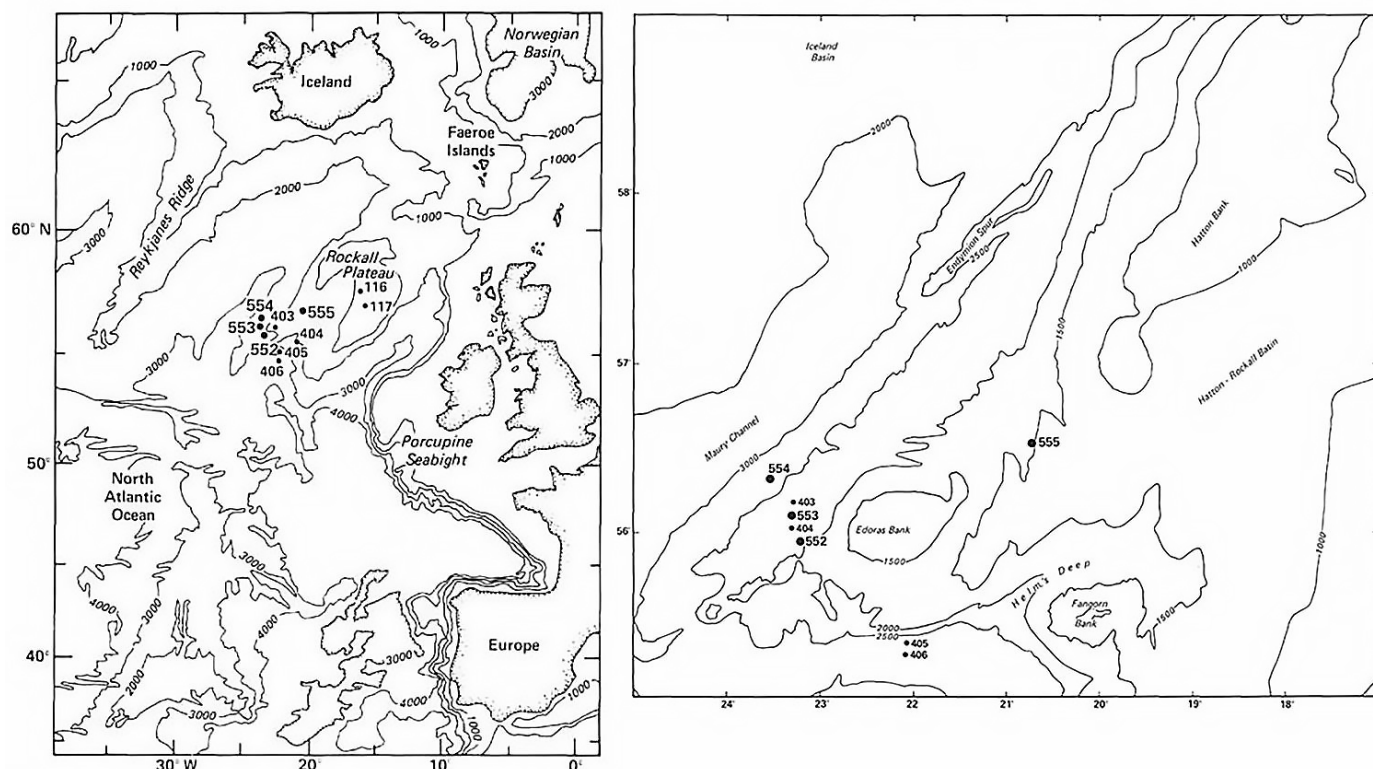 1000
Norwegian
Basin
1000
Iceland
3000
2000
Faeroe
Islands
1000
Reykjanes Ridge
2000
60° N
1000
3000
Rockall
Plateau
116
554
403
555
117
553
404
552
405
3000
406
3000
4000
50°
Porcupine
Seabight
North
Atlantic
Ocean
3000
4000
3000
4000
Europe
40°
3000
2000
4000
1000
3000
1000
30° W
20°
10°
0°
Iceland
Basin
2000
58°
Endymion Spur
2500
Hatton Bank
1000
1500
57°
Hatton - Rockall Basin
Maury Channel
555
3000
554
403
553
56°
404
Edoras Bank
552
1000
1500
Helm's Deep
Fangorn
Bank
2000
1500
2500
405
406
24°
23°
22°
21°
20°
19°
18°